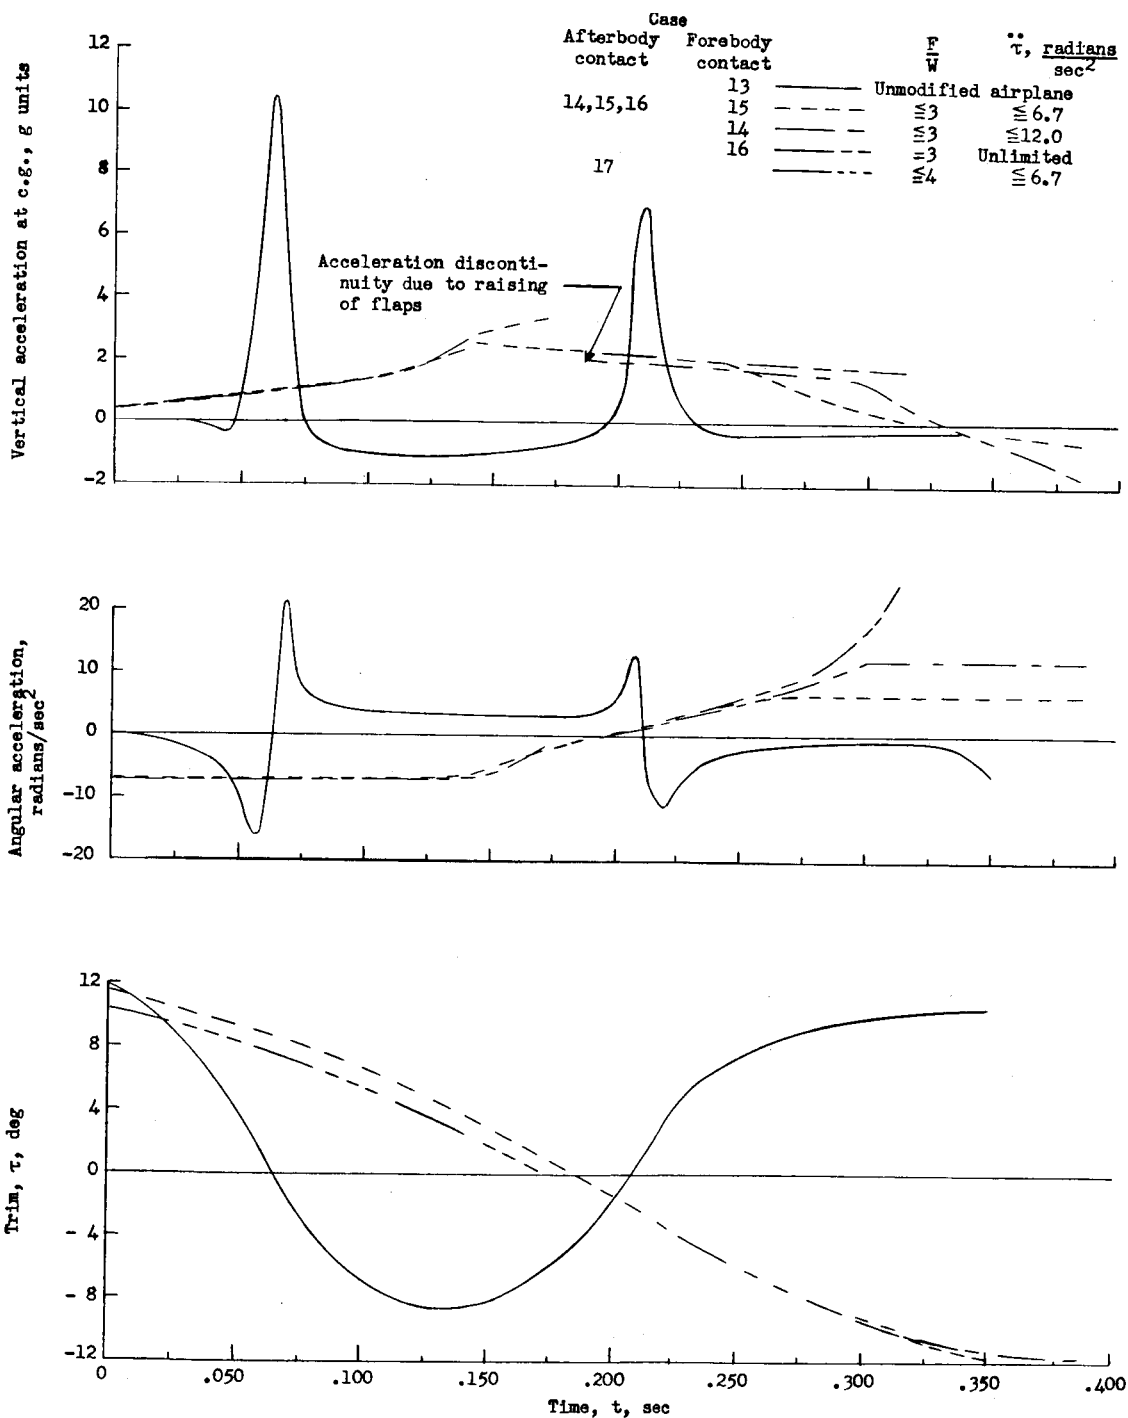 Case
Afterbody contact
Forebody contact
F/W
τ̈, radians/sec²
13 Unmodified airplane
14,15,16
15 ≦3 ≦6.7
14 ≦3 ≦12.0
16 =3 Unlimited
17 ≦4 ≦6.7
Vertical acceleration at c.g., g units
12
10
8
6
4
2
0
-2
Acceleration disconti-
nuity due to raising
of flaps
Angular acceleration,
radians/sec²
20
10
0
-10
-20
Trim, τ, deg
12
8
4
0
- 4
- 8
-12
0 .050 .100 .150 .200 .250 .300 .350 .400
Time, t, sec